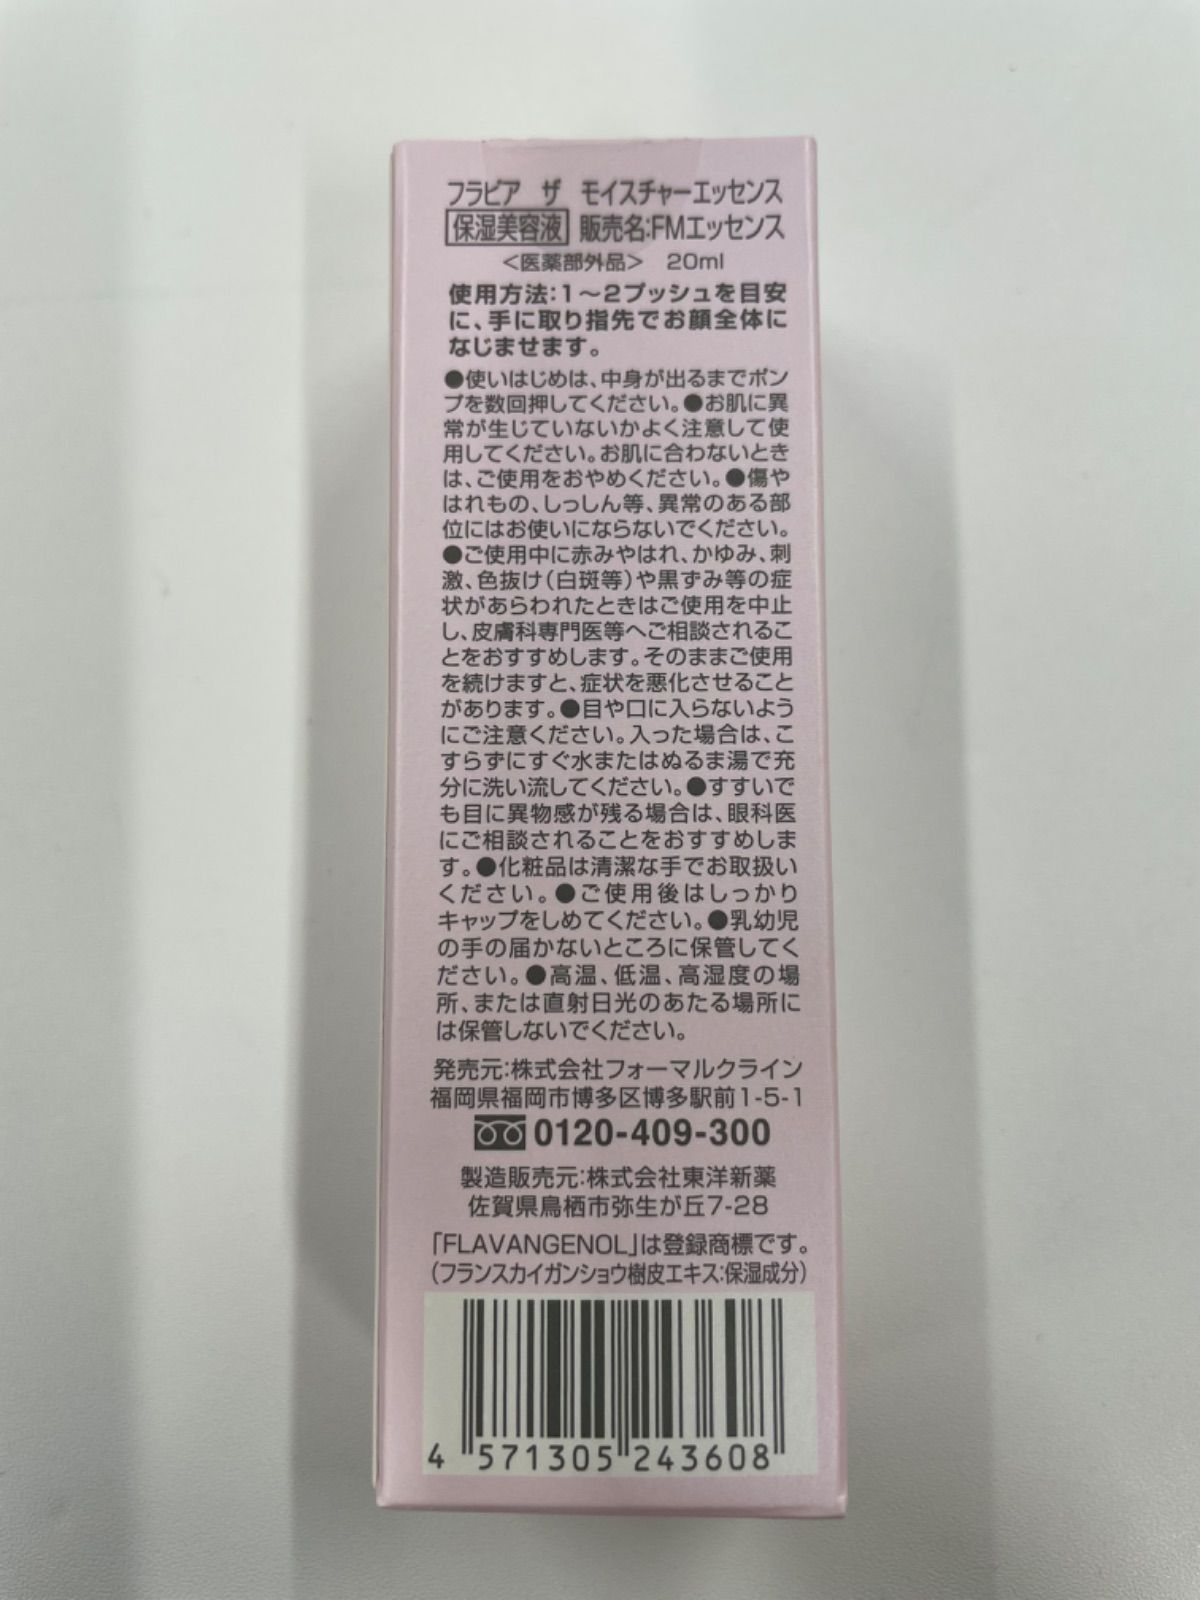 フラビア ザ モイスチャーエッセンス
保湿美容液 販売名:FMエッセンス
<医薬部外品> 20ml
使用方法:1〜2プッシュを目安
に、手に取り指先でお顔全体に
なじませます。
●使いはじめは、中身が出るまでポン
プを数回押してください。●お肌に異
常が生じていないかよく注意して使
用してください。お肌に合わないとき
は、ご使用をおやめください。●傷や
はれもの、しっしん等、異常のある部
位にはお使いにならないでください。
●ご使用中に赤みやはれ、かゆみ、刺
激、色抜け(白斑等)や黒ずみ等の症
状があらわれたときはご使用を中止
し、皮膚科専門医等へご相談されるこ
とをおすすめします。そのままご使用
を続けますと、症状を悪化させること
があります。●目や口に入らないよう
にご注意ください。入った場合は、こ
すらずにすぐ水またはぬるま湯で充
分に洗い流してください。●すすいで
も目に異物感が残る場合は、眼科医
にご相談されることをおすすめしま
す。●化粧品は清潔な手でお取扱い
ください。●ご使用後はしっかり
キャップをしめてください。●乳幼児
の手の届かないところに保管してく
ださい。●高温、低温、高湿度の場
所、または直射日光のあたる場所に
は保管しないでください。
発売元:株式会社フォーマルクライン
福岡県福岡市博多区博多駅前1-5-1
0120-409-300
製造販売元:株式会社東洋新薬
佐賀県鳥栖市弥生が丘7-28
「FLAVANGENOL」は登録商標です。
(フランスカイガンショウ樹皮エキス:保湿成分)
4 571305 243608